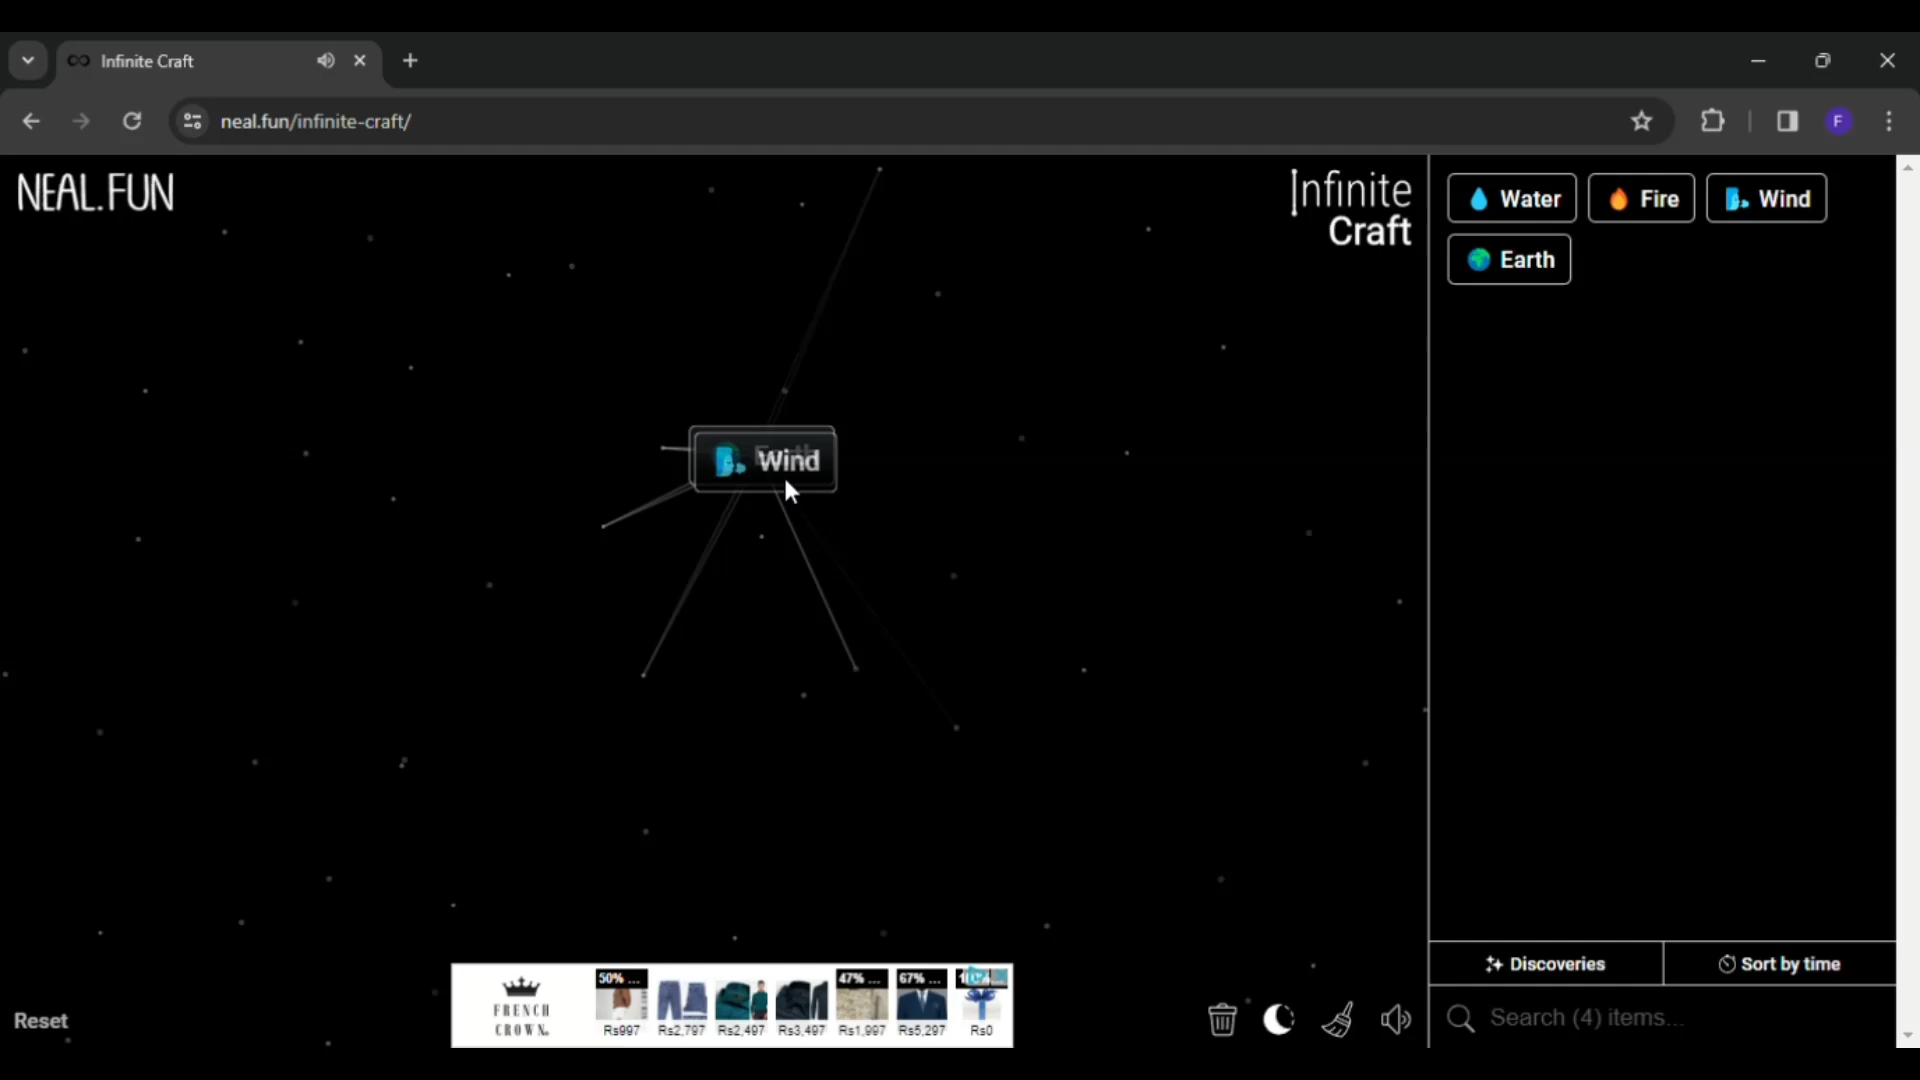 Infinite Craft
neal.fun/infinite-craft/
F
NEAL.FUN
Infinite
Craft
Water
Fire
Wind
Earth
Wind
Discoveries
Sort by time
Search (4) items...
Reset
FRENCH
CROWN
50% ...
47% ...
67% ...
Rs997
Rs2,797
Rs2,497
Rs3,497
Rs1,997
Rs5,297
Rs0